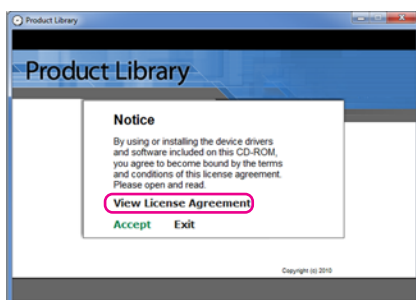 Product Library
Product Library
Notice
By using or installing the device drivers
and software included on this CD-ROM,
you agree to become bound by the terms
and conditions of this license agreement.
Please open and read.
View License Agreement
Accept Exit
Copyright (c) 2010